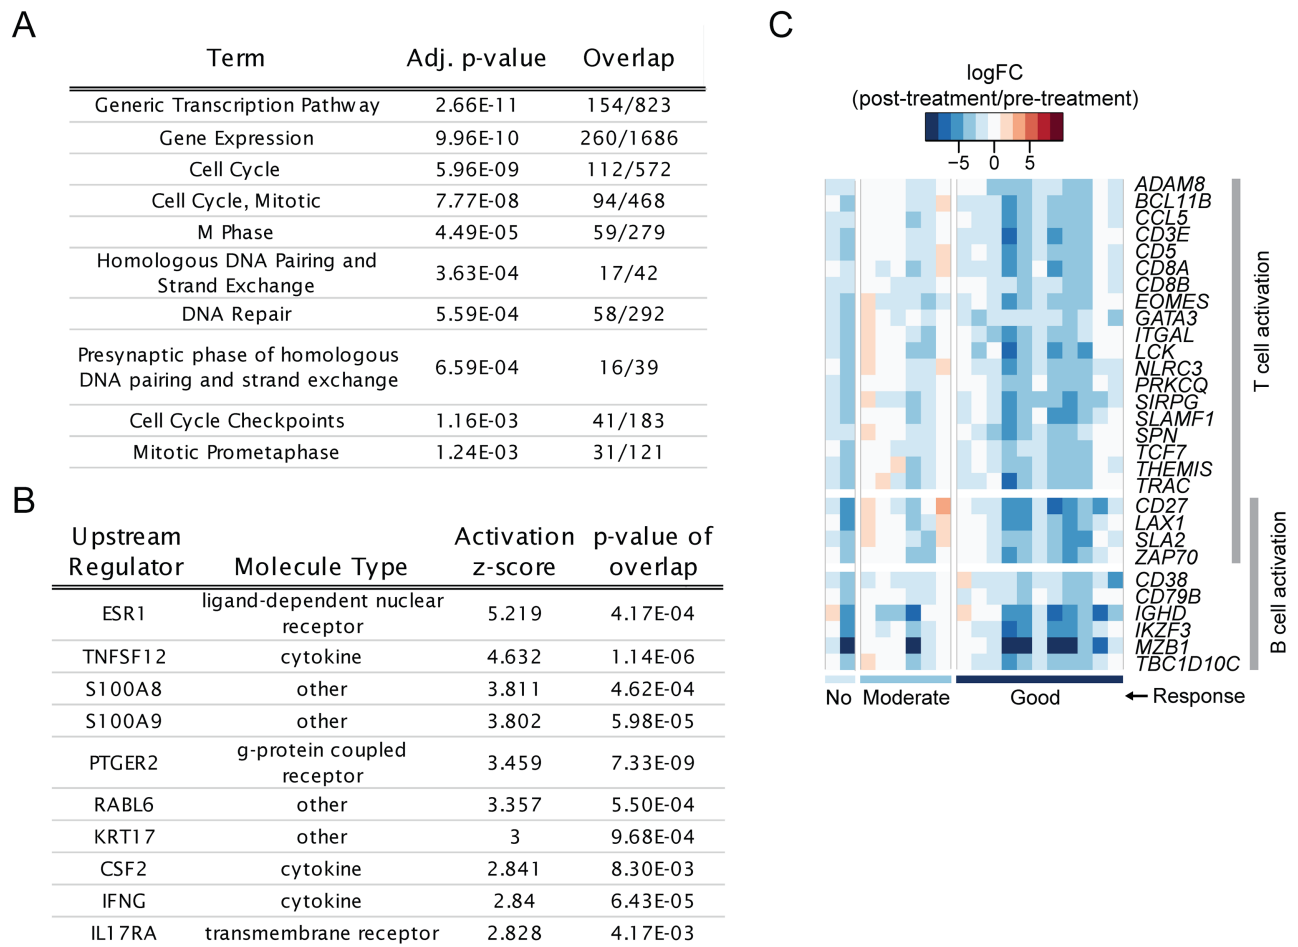 A
Term Adj. p-value Overlap
Generic Transcription Pathway 2.66E-11 154/823
Gene Expression 9.96E-10 260/1686
Cell Cycle 5.96E-09 112/572
Cell Cycle, Mitotic 7.77E-08 94/468
M Phase 4.49E-05 59/279
Homologous DNA Pairing and
Strand Exchange 3.63E-04 17/42
DNA Repair 5.59E-04 58/292
Presynaptic phase of homologous
DNA pairing and strand exchange 6.59E-04 16/39
Cell Cycle Checkpoints 1.16E-03 41/183
Mitotic Prometaphase 1.24E-03 31/121
B
Upstream
Regulator Molecule Type Activation
z-score p-value of
overlap
ESR1 ligand-dependent nuclear
receptor 5.219 4.17E-04
TNFSF12 cytokine 4.632 1.14E-06
S100A8 other 3.811 4.62E-04
S100A9 other 3.802 5.98E-05
PTGER2 g-protein coupled
receptor 3.459 7.33E-09
RABL6 other 3.357 5.50E-04
KRT17 other 3 9.68E-04
CSF2 cytokine 2.841 8.30E-03
IFNG cytokine 2.84 6.43E-05
IL17RA transmembrane receptor 2.828 4.17E-03
C
logFC
(post-treatment/pre-treatment)
−5 0 5
ADAM8
BCL11B
CCL5
CD3E
CD5
CD8A
CD8B
EOMES
GATA3
ITGAL
LCK
NLRC3
PRKCQ
SIRPG
SLAMF1
SPN
TCF7
THEMIS
TRAC
CD27
LAX1
SLA2
ZAP70
CD38
CD79B
IGHD
IKZF3
MZB1
TBC1D10C
T cell activation
B cell activation
No Moderate Good ← Response